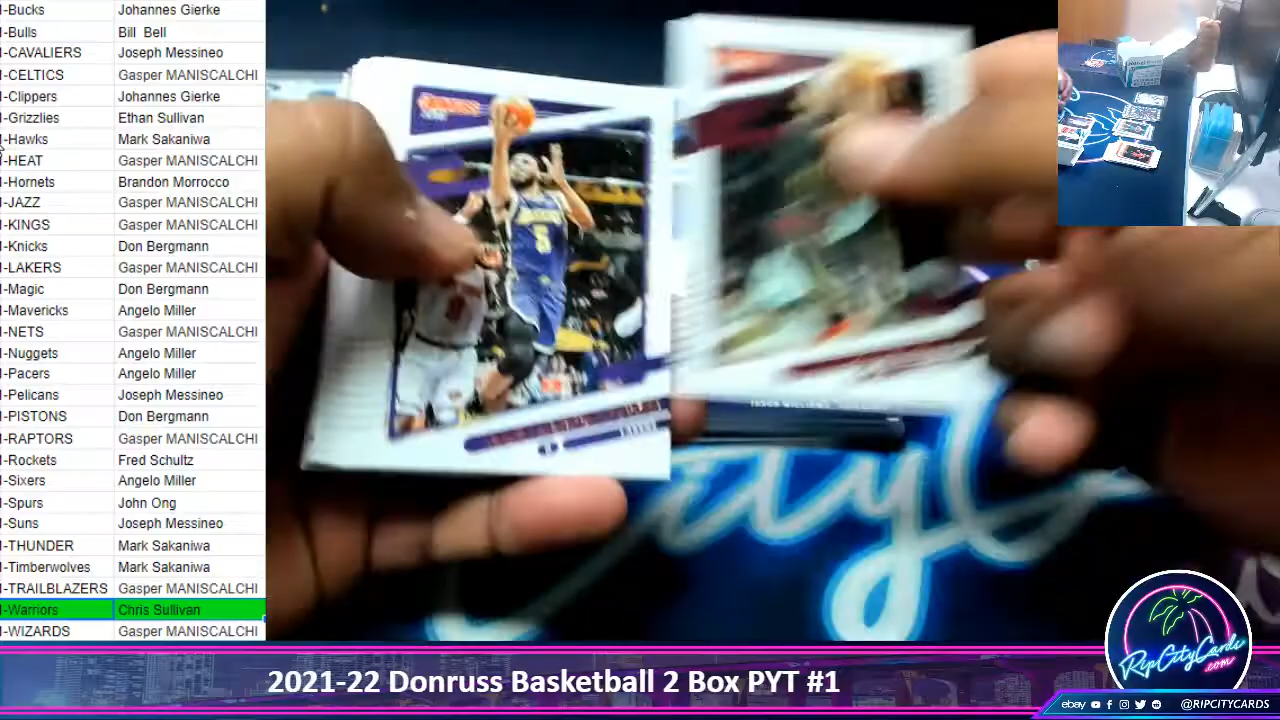 -Bucks Johannes Gierke
-Bulls Bill Bell
-CAVALIERS Joseph Messineo
-CELTICS Gasper MANISCALCHI
-Clippers Johannes Gierke
-Grizzlies Ethan Sullivan
-Hawks Mark Sakaniwa
-HEAT Gasper MANISCALCHI
-Hornets Brandon Morrocco
-JAZZ Gasper MANISCALCHI
-KINGS Gasper MANISCALCHI
-Knicks Don Bergmann
-LAKERS Gasper MANISCALCHI
-Magic Don Bergmann
-Mavericks Angelo Miller
-NETS Gasper MANISCALCHI
-Nuggets Angelo Miller
-Pacers Angelo Miller
-Pelicans Joseph Messineo
-PISTONS Don Bergmann
-RAPTORS Gasper MANISCALCHI
-Rockets Fred Schultz
-Sixers Angelo Miller
-Spurs John Ong
-Suns Joseph Messineo
-THUNDER Mark Sakaniwa
-Timberwolves Mark Sakaniwa
-TRAILBLAZERS Gasper MANISCALCHI
-Warriors Chris Sullivan
-WIZARDS Gasper MANISCALCHI
RipCityCards
.com
2021-22 Donruss Basketball 2 Box PYT #1
ebay @RIPCITYCARDS